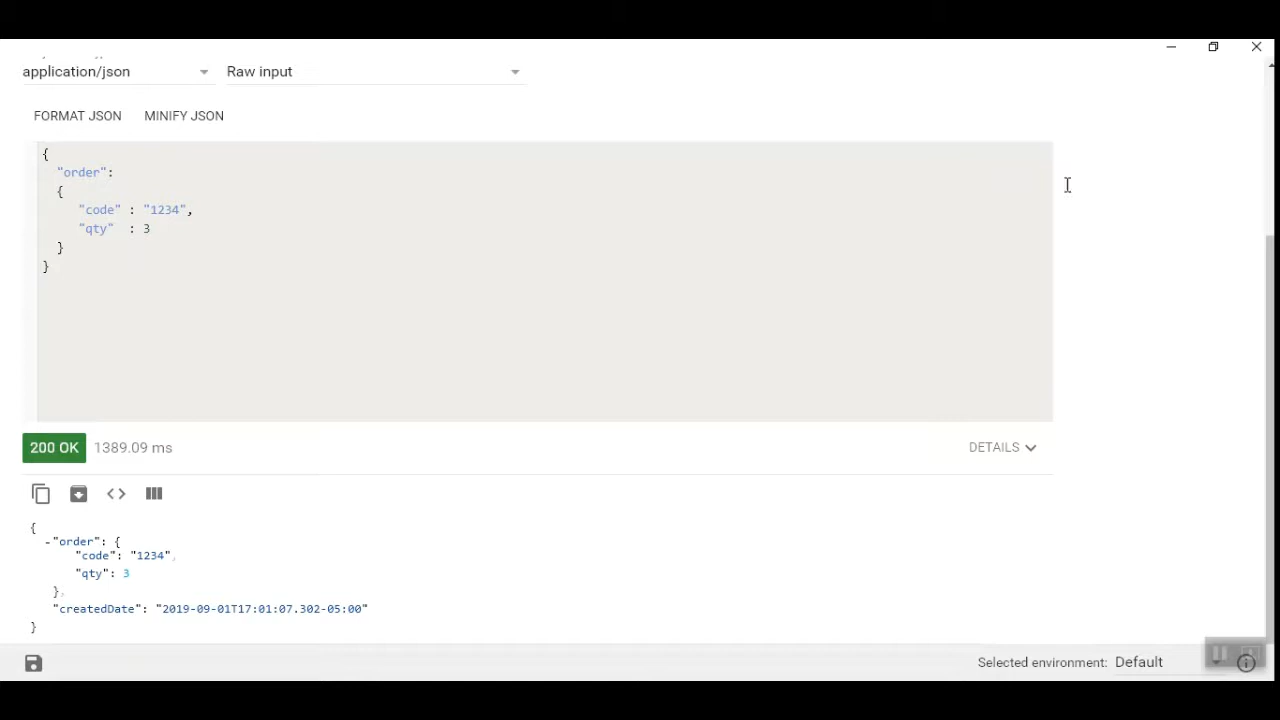 application/json Raw input
FORMAT JSON MINIFY JSON
{
"order":
{
"code" : "1234",
"qty" : 3
}
}
200 OK 1389.09 ms DETAILS
{
-"order": {
"code": "1234",
"qty": 3
},
"createdDate": "2019-09-01T17:01:07.302-05:00"
}
Selected environment: Default